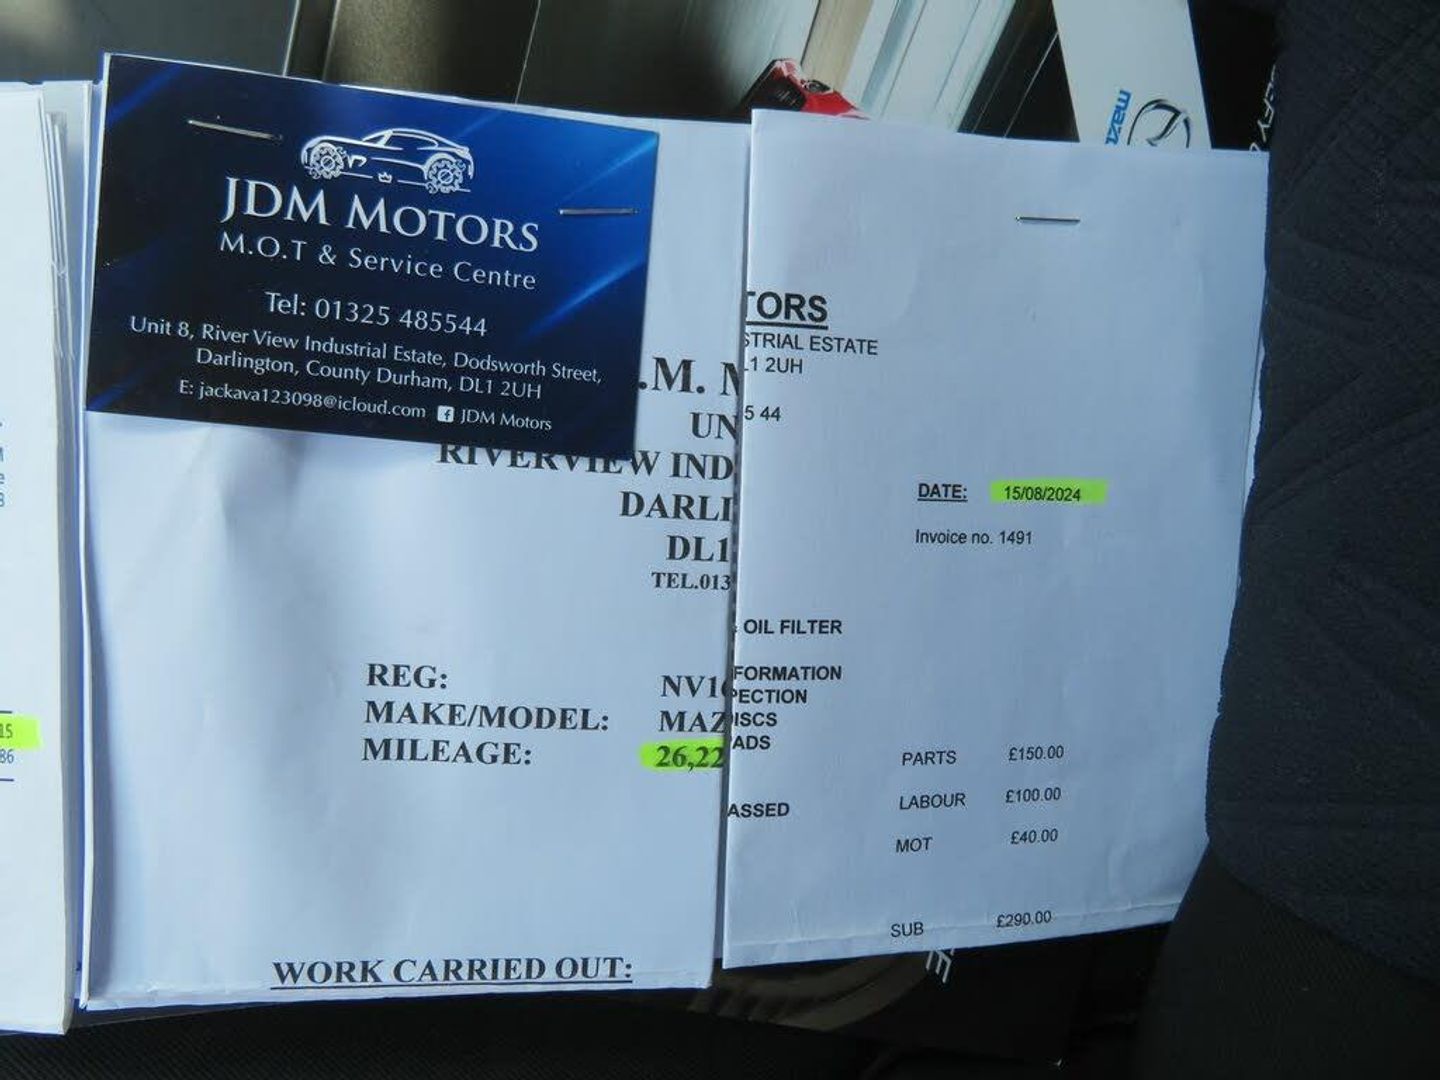 JDM MOTORS
M.O.T & Service Centre
Tel: 01325 485544
Unit 8, River View Industrial Estate, Dodsworth Street,
Darlington, County Durham, DL1 2UH
E: jackava123098@icloud.com JDM Motors
.M.
UN
RIVERVIEW IND
DARLI
DL1
TEL.013
REG: NV1
MAKE/MODEL: MAZ
MILEAGE: 26,22
WORK CARRIED OUT:
TORS
STRIAL ESTATE
L1 2UH
5 44
DATE: 15/08/2024
Invoice no. 1491
OIL FILTER
FORMATION
PECTION
ISCS
ADS
PARTS £150.00
LABOUR £100.00
ASSED
MOT £40.00
SUB £290.00
15
86